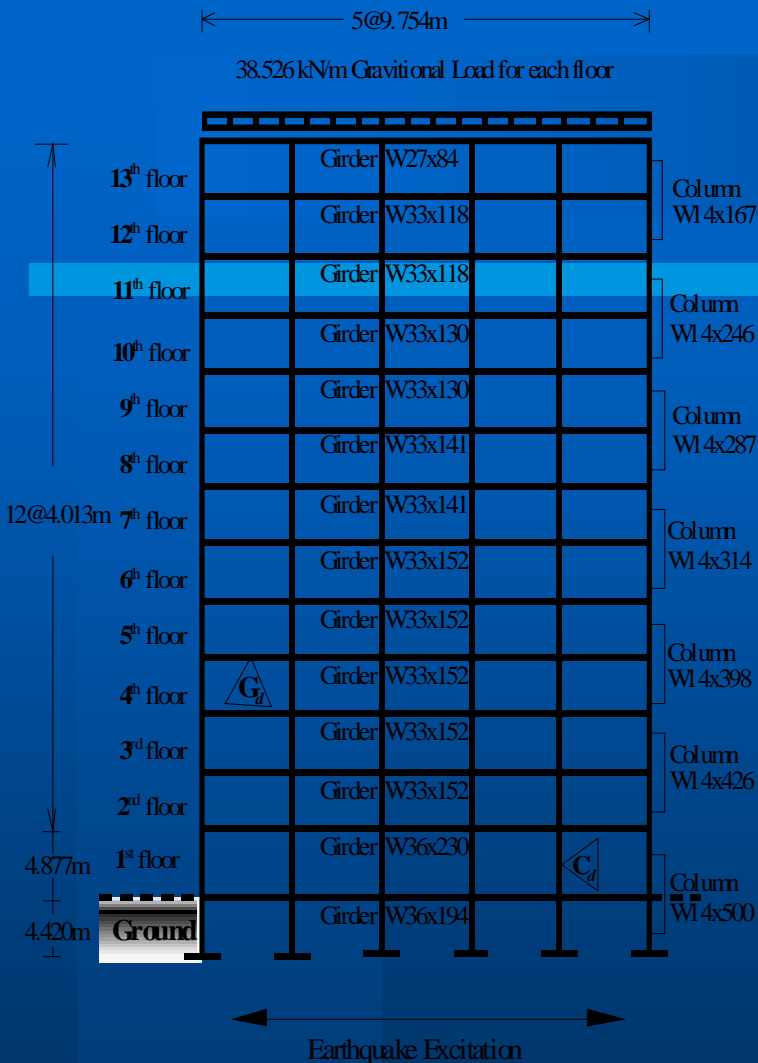 5@9.754m
38.526 kN/m Gravitional Load for each floor
Girder W27x84
13th floor
Column
W14x167
Girder W33x118
12th floor
Girder W33x118
11th floor
Column
W14x246
Girder W33x130
10th floor
Girder W33x130
9th floor
Column
W14x287
Girder W33x141
8th floor
12@4.013m
Girder W33x141
7th floor
Column
W14x314
Girder W33x152
6th floor
Girder W33x152
5th floor
Column
W14x398
Girder W33x152
Gd
4th floor
Girder W33x152
3rd floor
Column
W14x426
Girder W33x152
2nd floor
Girder W36x230
1st floor
4.877m
Cd
Column
W14x500
Girder W36x194
4.420m
Ground
Earthquake Excitation